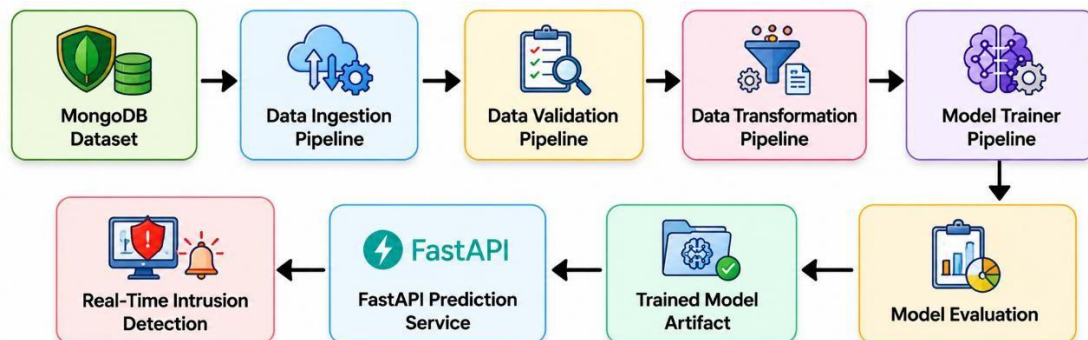 MongoDB
Dataset
Data Ingestion
Pipeline
Data Validation
Pipeline
Data Transformation
Pipeline
Model Trainer
Pipeline
Real-Time Intrusion
Detection
FastAPI
FastAPI Prediction
Service
Trained Model
Artifact
Model Evaluation